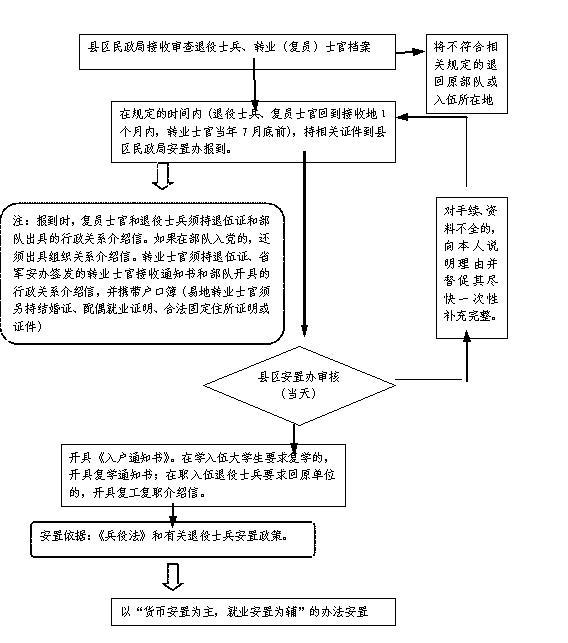 县区民政局接收审查退役士兵、转业（复员）士官档案
将不符合相
关规定的退
回原部队或
入伍所在地
在规定的时间内（退役士兵、复员士官回到接收地1
个月内，转业士官当年7月底前），持相关证件到县
区民政局安置办报到。
注：报到时，复员士官和退役士兵须持退伍证和部
队出具的行政关系介绍信。如果在部队入党的，还
须出具组织关系介绍信。转业士官须持退伍证、省
军安办签发的转业士官接收通知书和部队开具的
行政关系介绍信，并携带户口簿（易地转业士官须
另持结婚证、配偶就业证明、合法固定住所证明或
证件）
对手续、资
料不全的，
向本人说
明理由并
督促其尽
快一次性
补充完整。
县区安置办审核
（当天）
开具《入户通知书》。在学入伍大学生要求复学的，
开具复学通知书；在职入伍退役士兵要求回原单位
的，开具复工复职介绍信。
安置依据：《兵役法》和有关退役士兵安置政策。
以“货币安置为主，就业安置为辅”的办法安置